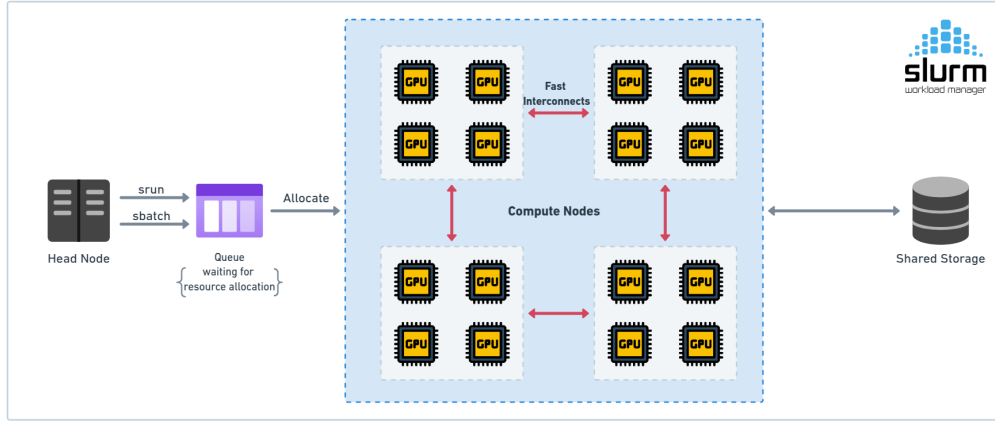 slurm
workload manager
GPU GPU GPU GPU
Fast
Interconnects
GPU GPU GPU GPU
srun
sbatch
Allocate
Compute Nodes
Head Node
Queue
waiting for
resource allocation
Shared Storage
GPU GPU GPU GPU
GPU GPU GPU GPU